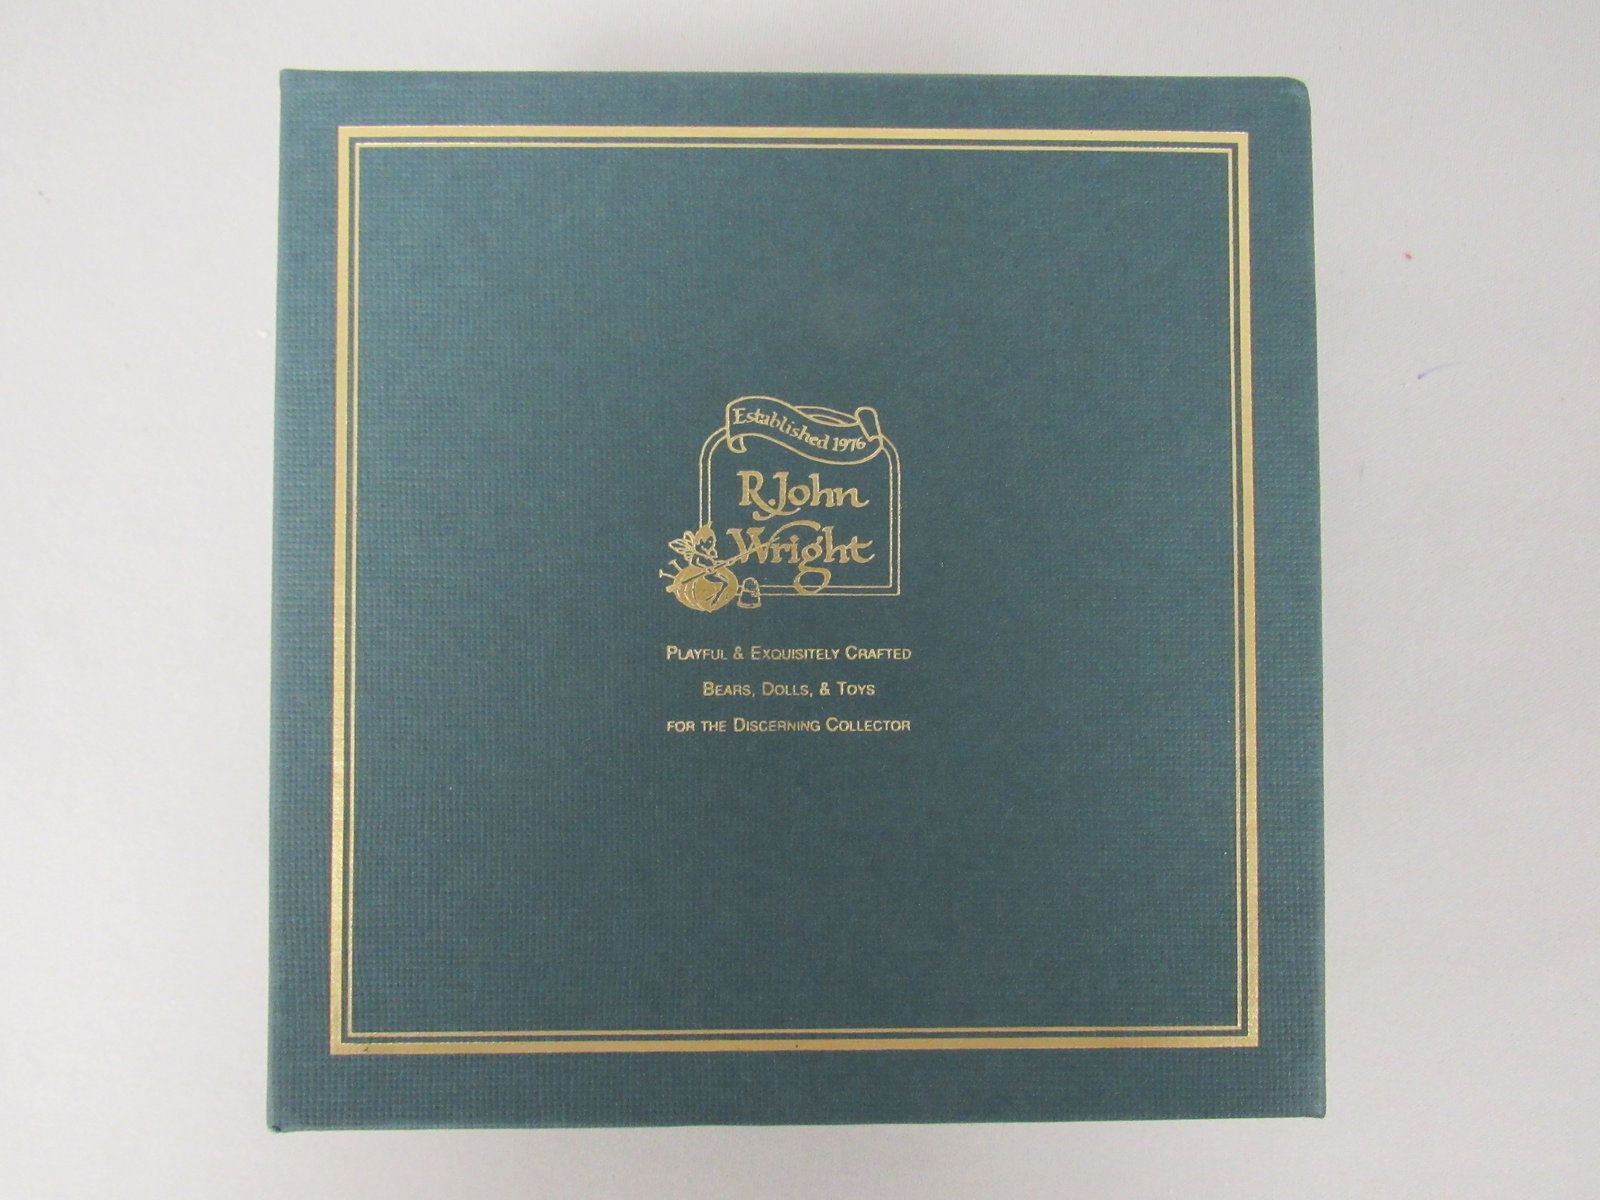 Established 1976
R. John
Wright
Playful & Exquisitely Crafted
Bears, Dolls, & Toys
for the Discerning Collector